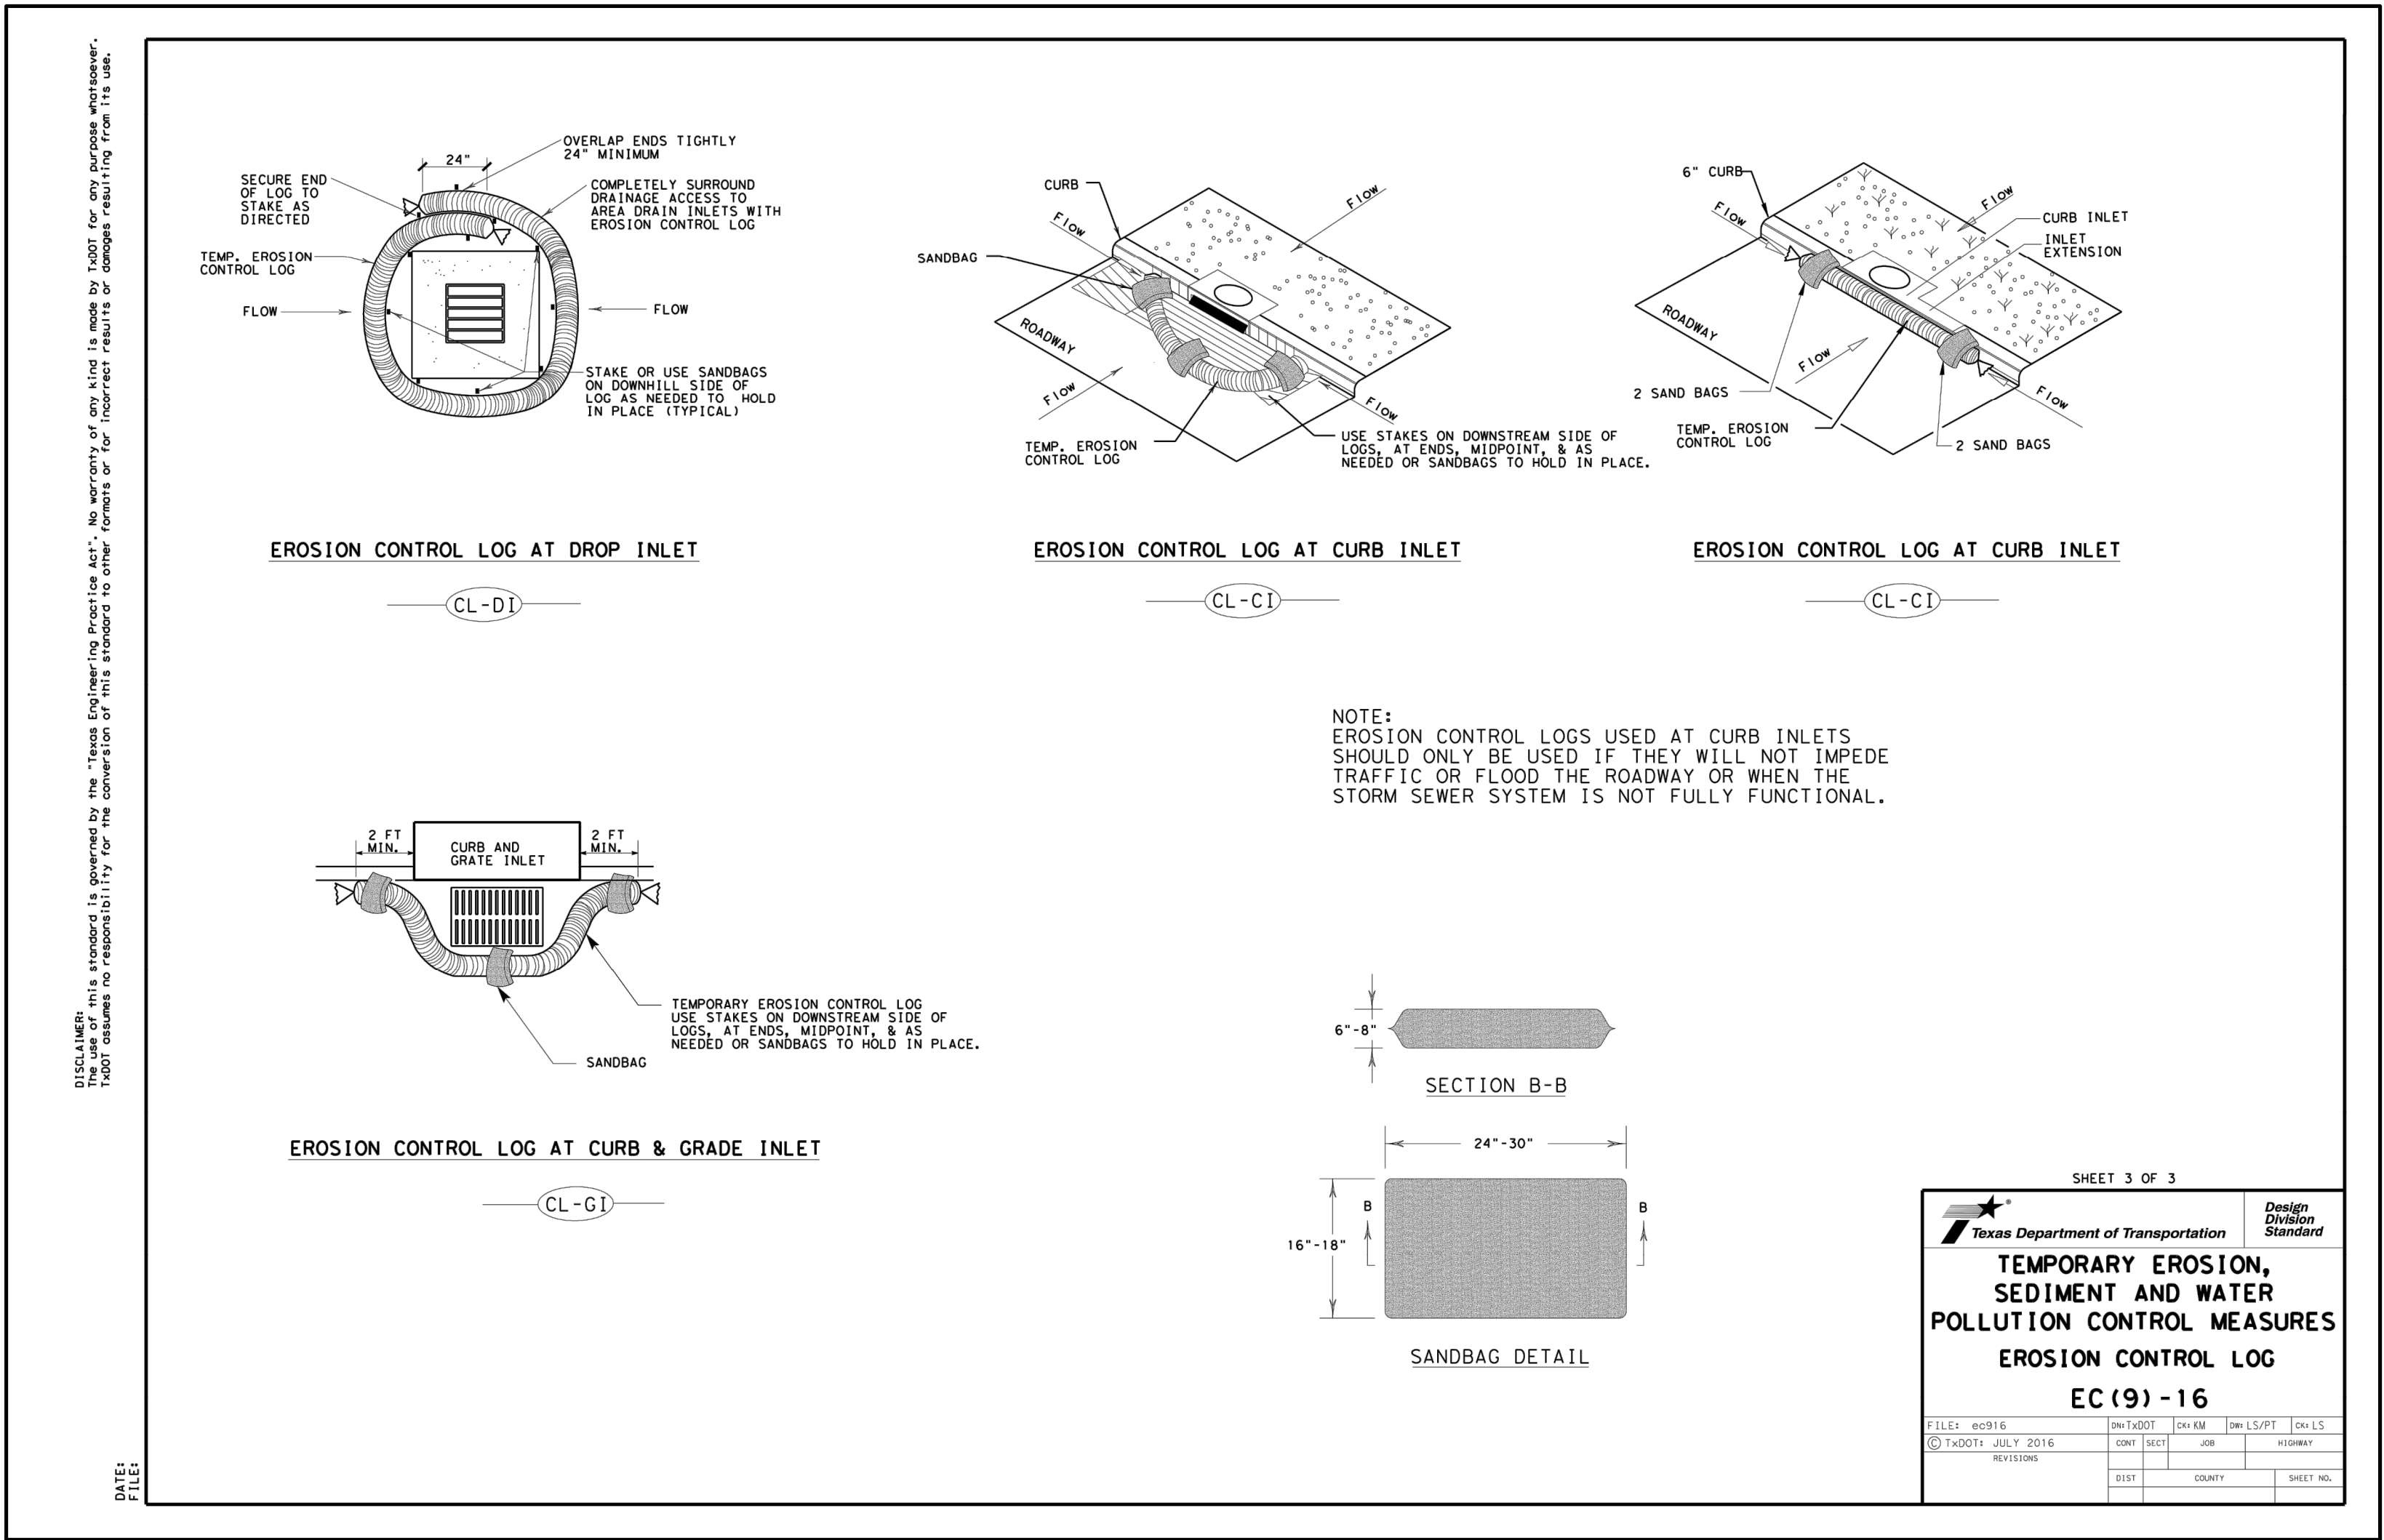 DISCLAIMER:
The use of this standard is governed by the "Texas Engineering Practice Act". No warranty of any kind is made by TxDOT for any purpose whatsoever.
TxDOT assumes no responsibility for the conversion of this standard to other formats or for incorrect results or damages resulting from its use.
DATE:
FILE:
24"
OVERLAP ENDS TIGHTLY
24" MINIMUM
SECURE END
OF LOG TO
STAKE AS
DIRECTED
COMPLETELY SURROUND
DRAINAGE ACCESS TO
AREA DRAIN INLETS WITH
EROSION CONTROL LOG
TEMP. EROSION
CONTROL LOG
FLOW
FLOW
STAKE OR USE SANDBAGS
ON DOWNHILL SIDE OF
LOG AS NEEDED TO HOLD
IN PLACE (TYPICAL)
EROSION CONTROL LOG AT DROP INLET
CL-DI
CURB
Flow
Flow
SANDBAG
ROADWAY
Flow
Flow
TEMP. EROSION
CONTROL LOG
USE STAKES ON DOWNSTREAM SIDE OF
LOGS, AT ENDS, MIDPOINT, & AS
NEEDED OR SANDBAGS TO HOLD IN PLACE.
EROSION CONTROL LOG AT CURB INLET
CL-CI
6" CURB
Flow
Flow
CURB INLET
INLET
EXTENSION
ROADWAY
Flow
Flow
2 SAND BAGS
TEMP. EROSION
CONTROL LOG
2 SAND BAGS
EROSION CONTROL LOG AT CURB INLET
CL-CI
NOTE:
EROSION CONTROL LOGS USED AT CURB INLETS
SHOULD ONLY BE USED IF THEY WILL NOT IMPEDE
TRAFFIC OR FLOOD THE ROADWAY OR WHEN THE
STORM SEWER SYSTEM IS NOT FULLY FUNCTIONAL.
2 FT
MIN.
CURB AND
GRATE INLET
2 FT
MIN.
TEMPORARY EROSION CONTROL LOG
USE STAKES ON DOWNSTREAM SIDE OF
LOGS, AT ENDS, MIDPOINT, & AS
NEEDED OR SANDBAGS TO HOLD IN PLACE.
SANDBAG
EROSION CONTROL LOG AT CURB & GRADE INLET
CL-GI
6"-8"
SECTION B-B
24"-30"
16"-18"
B
B
SANDBAG DETAIL
SHEET 3 OF 3
®
Texas Department of Transportation
Design
Division
Standard
TEMPORARY EROSION,
SEDIMENT AND WATER
POLLUTION CONTROL MEASURES
EROSION CONTROL LOG
EC(9)-16
FILE: ec916 DN: TxDOT CK: KM DW: LS/PT CK: LS
© TxDOT: JULY 2016 CONT SECT JOB HIGHWAY
REVISIONS
DIST COUNTY SHEET NO.